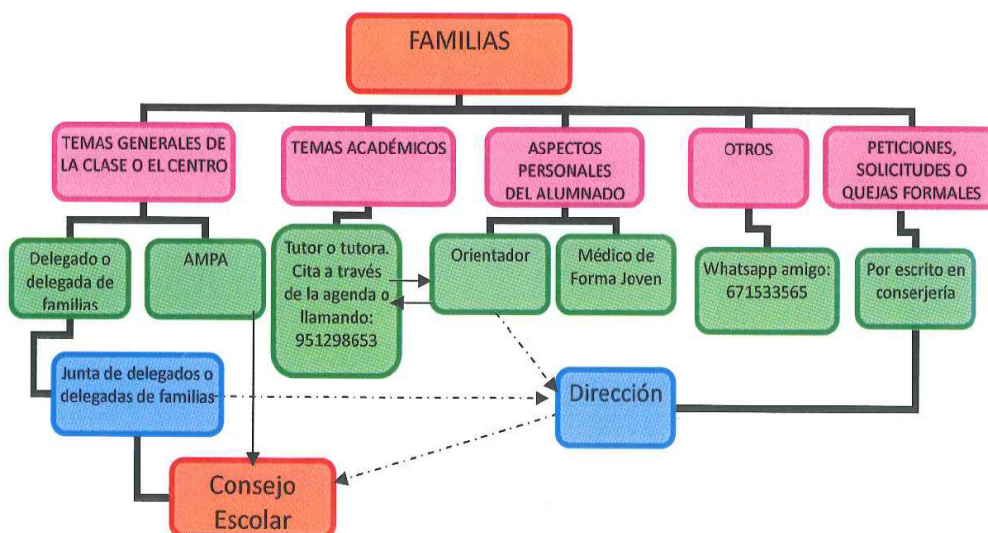 FAMILIAS
TEMAS GENERALES DE
LA CLASE O EL CENTRO
TEMAS ACADÉMICOS
ASPECTOS
PERSONALES
DEL ALUMNADO
OTROS
PETICIONES,
SOLICITUDES O
QUEJAS FORMALES
Delegado o
delegada de
familias
AMPA
Tutor o tutora.
Cita a través
de la agenda o
llamando:
951298653
Orientador
Médico de
Forma Joven
Whatsapp amigo:
671533565
Por escrito en
conserjería
Junta de delegados o
delegadas de familias
Dirección
Consejo
Escolar